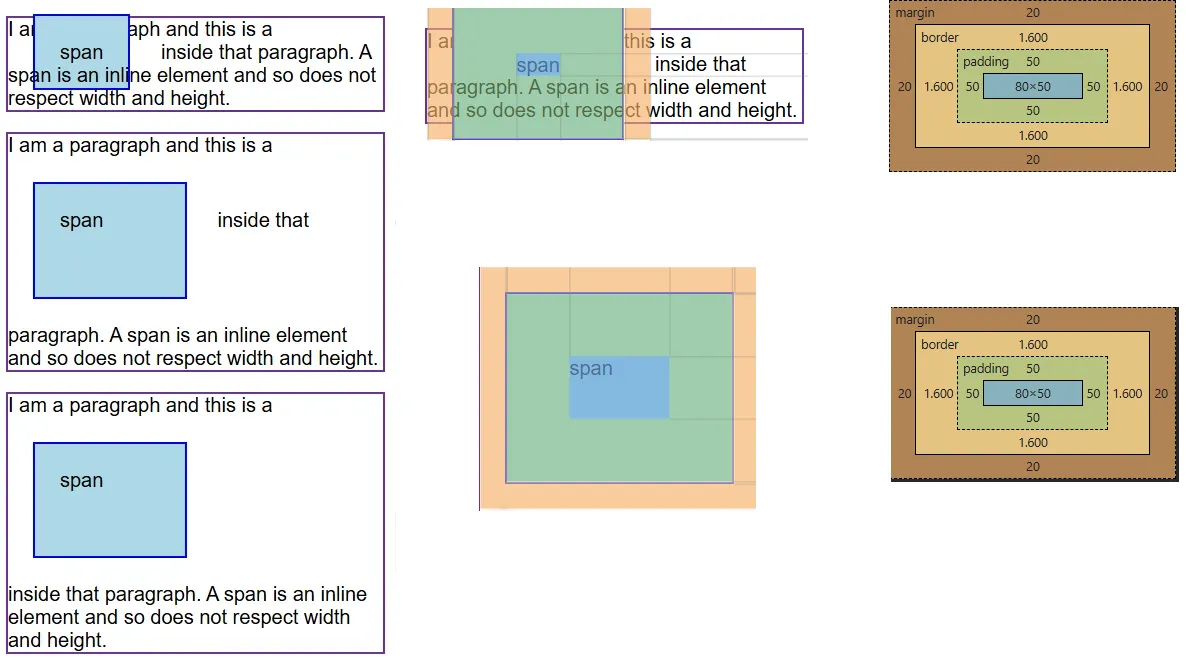 I am a paragraph and this is a
span inside that paragraph. A
span is an inline element and so does not
respect width and height.
I am a paragraph and this is a
span inside that
paragraph. A span is an inline element
and so does not respect width and height.
I am a paragraph and this is a
span
inside that paragraph. A span is an inline
element and so does not respect width
and height.
I a this is a
span inside that
paragraph. A span is an inline element
and so does not respect width and height.
span
margin 20
border 1.600
padding 50
20 1.600 50 80×50 50 1.600 20
50
1.600
20
margin 20
border 1.600
padding 50
20 1.600 50 80×50 50 1.600 20
50
1.600
20